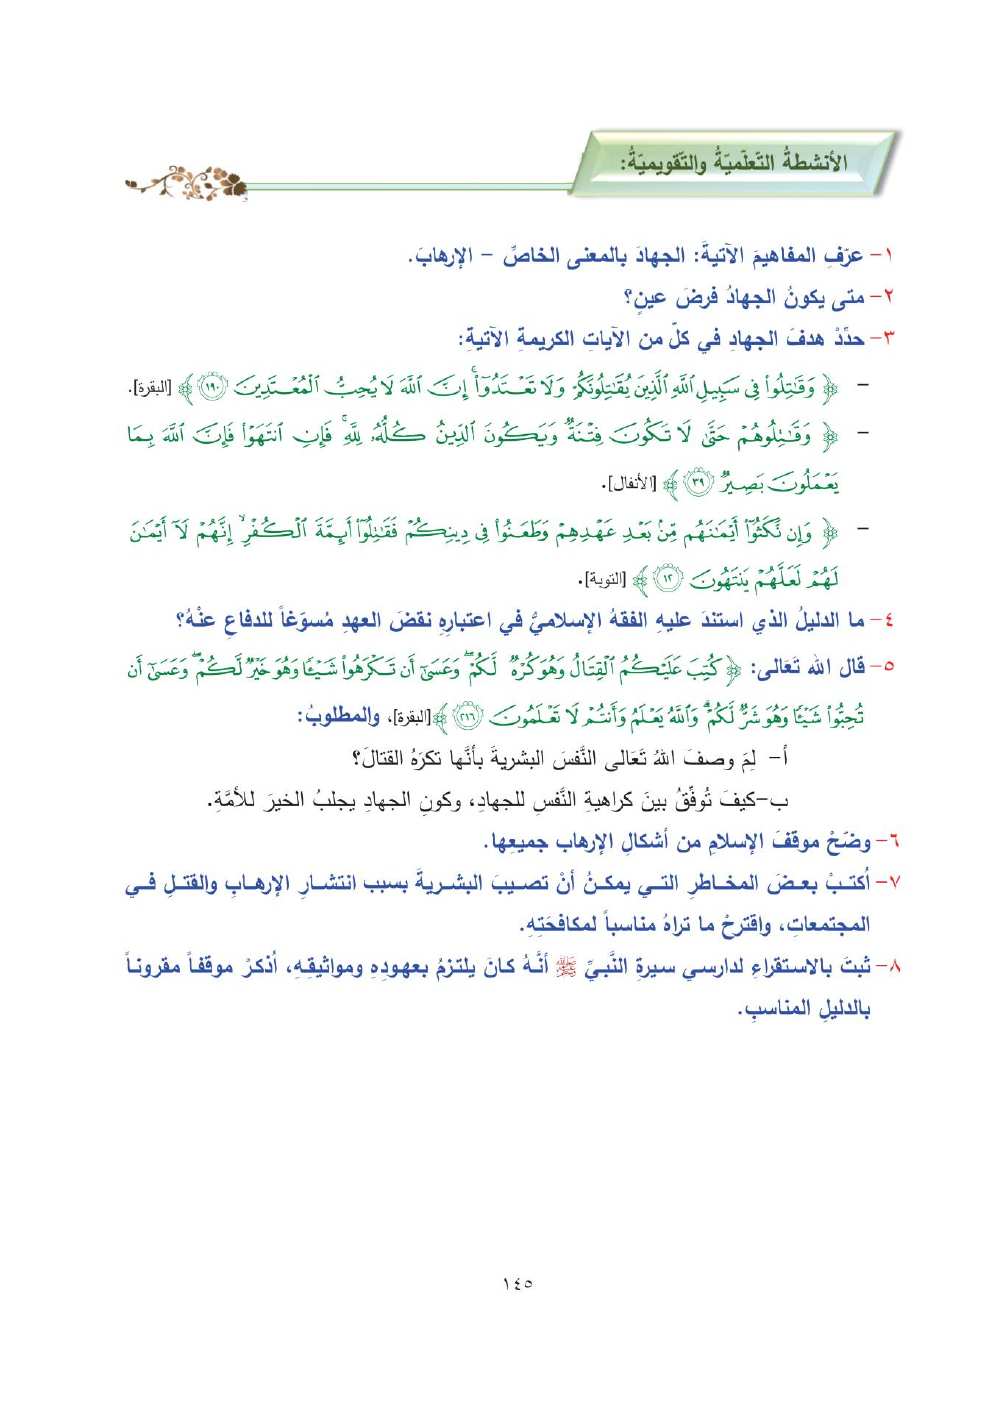 الأنشطةُ التّعلّميّةُ والتّقويميّةُ:
١- عرّفِ المفاهيمَ الآتيةَ: الجهادَ بالمعنى الخاصِّ – الإرهابَ.
٢- متى يكونُ الجهادُ فرضَ عينٍ؟
٣- حدِّدْ هدفَ الجهادِ في كلّ من الآياتِ الكريمةِ الآتيةِ:
- ﴿ وَقَٰتِلُوا۟ فِى سَبِيلِ ٱللَّهِ ٱلَّذِينَ يُقَٰتِلُونَكُمْ وَلَا تَعْتَدُوٓا۟ ۚ إِنَّ ٱللَّهَ لَا يُحِبُّ ٱلْمُعْتَدِينَ ١٩٠ ﴾ [البقرة].
- ﴿ وَقَٰتِلُوهُمْ حَتَّىٰ لَا تَكُونَ فِتْنَةٌ وَيَكُونَ ٱلدِّينُ كُلُّهُۥ لِلَّهِ ۚ فَإِنِ ٱنتَهَوْا۟ فَإِنَّ ٱللَّهَ بِمَا
يَعْمَلُونَ بَصِيرٌ ٣٩ ﴾ [الأنفال].
- ﴿ وَإِن نَّكَثُوٓا۟ أَيْمَٰنَهُم مِّنۢ بَعْدِ عَهْدِهِمْ وَطَعَنُوا۟ فِى دِينِكُمْ فَقَٰتِلُوٓا۟ أَئِمَّةَ ٱلْكُفْرِ ۙ إِنَّهُمْ لَآ أَيْمَٰنَ
لَهُمْ لَعَلَّهُمْ يَنتَهُونَ ١٢ ﴾ [التوبة].
٤- ما الدليلُ الذي استندَ عليهِ الفقهُ الإسلاميُّ في اعتبارِهِ نقضَ العهدِ مُسوّغاً للدفاعِ عنْهُ؟
٥- قال الله تَعَالى: ﴿ كُتِبَ عَلَيْكُمُ ٱلْقِتَالُ وَهُوَ كُرْهٌ لَّكُمْ ۖ وَعَسَىٰٓ أَن تَكْرَهُوا۟ شَيْـًٔا وَهُوَ خَيْرٌ لَّكُمْ ۖ وَعَسَىٰٓ أَن
تُحِبُّوا۟ شَيْـًٔا وَهُوَ شَرٌّ لَّكُمْ ۗ وَٱللَّهُ يَعْلَمُ وَأَنتُمْ لَا تَعْلَمُونَ ٢١٦ ﴾[البقرة]، والمطلوبُ:
أ- لِمَ وصفَ اللهُ تَعَالى النَّفسَ البشريةَ بأنَّها تكرَهُ القتالَ؟
ب-كيفَ تُوفِّقُ بينَ كراهيةِ النَّفسِ للجهادِ، وكونِ الجهادِ يجلبُ الخيرَ للأمَّةِ.
٦- وضّحْ موقفَ الإسلامِ من أشكالِ الإرهابِ جميعِها.
٧- أكتبْ بعضَ المخاطرِ التي يمكنُ أنْ تصيبَ البشريةَ بسببِ انتشارِ الإرهابِ والقتلِ في
المجتمعاتِ، واقترحْ ما تراهُ مناسباً لمكافحَتِهِ.
٨- ثبتَ بالاستقراءِ لدارسي سيرةِ النَّبيِّ ﷺ أنَّهُ كانَ يلتزمُ بعهودِهِ ومواثيقِهِ، أذكرْ موقفاً مقروناً
بالدليلِ المناسبِ.
١٤٥